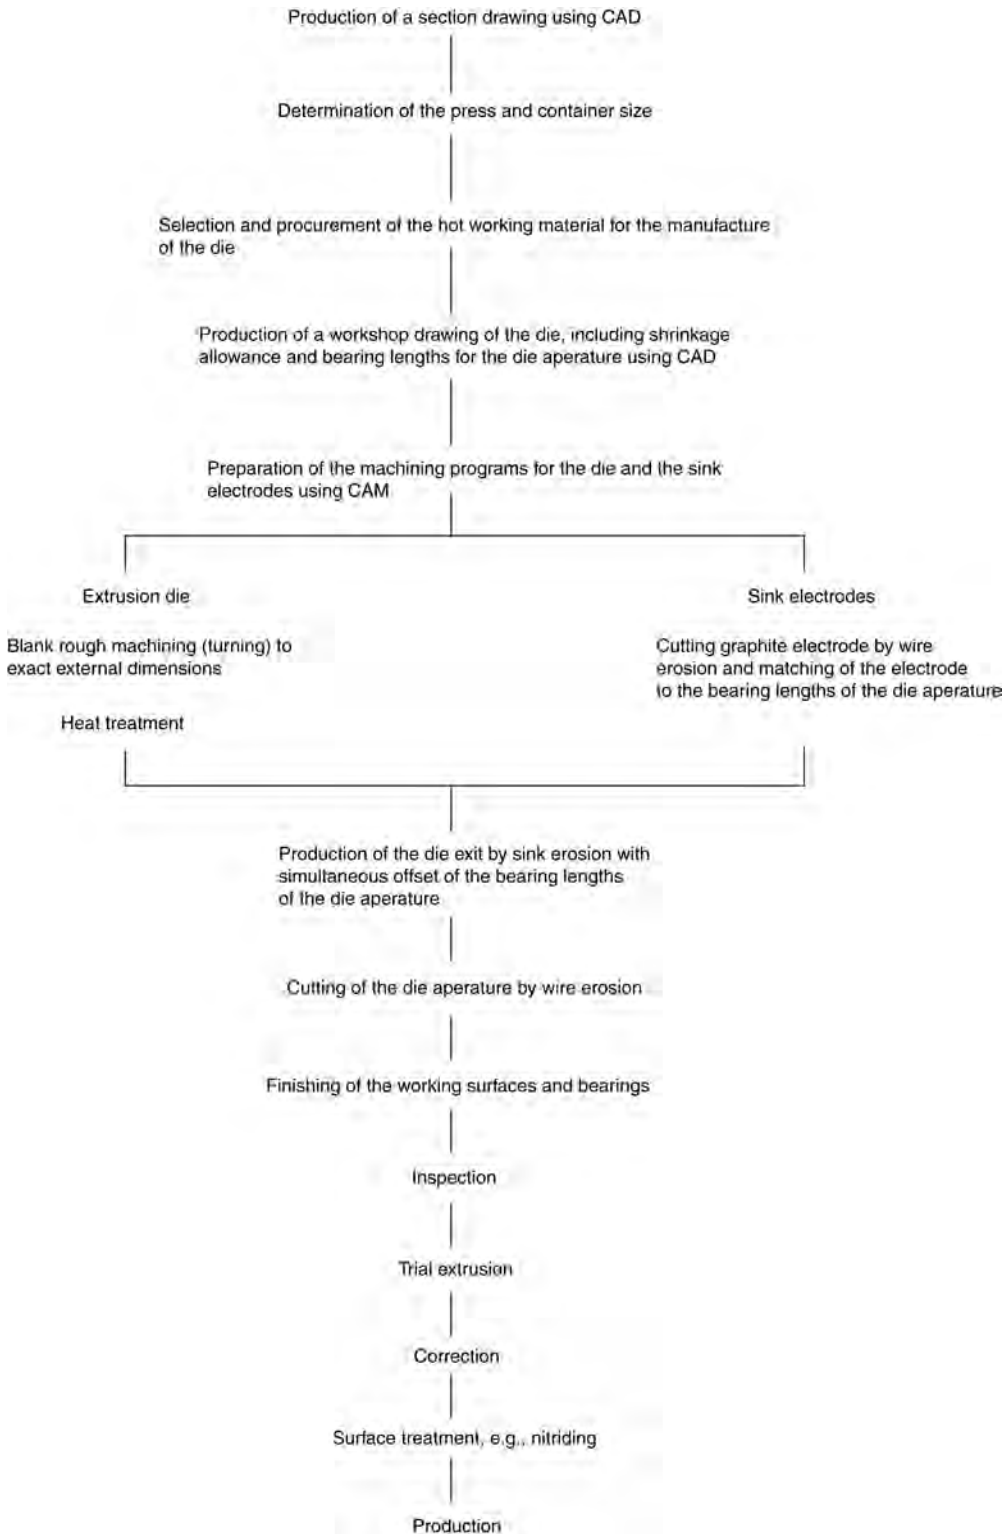 Production of a section drawing using CAD
Determination of the press and container size
Selection and procurement of the hot working material for the manufacture
of the die
Production of a workshop drawing of the die, including shrinkage
allowance and bearing lengths for the die aperature using CAD
Preparation of the machining programs for the die and the sink
electrodes using CAM
Extrusion die
Blank rough machining (turning) to
exact external dimensions
Heat treatment
Sink electrodes
Cutting graphite electrode by wire
erosion and matching of the electrode
to the bearing lengths of the die aperature
Production of the die exit by sink erosion with
simultaneous offset of the bearing lengths
of the die aperature
Cutting of the die aperature by wire erosion
Finishing of the working surfaces and bearings
Inspection
Trial extrusion
Correction
Surface treatment, e.g., nitriding
Production